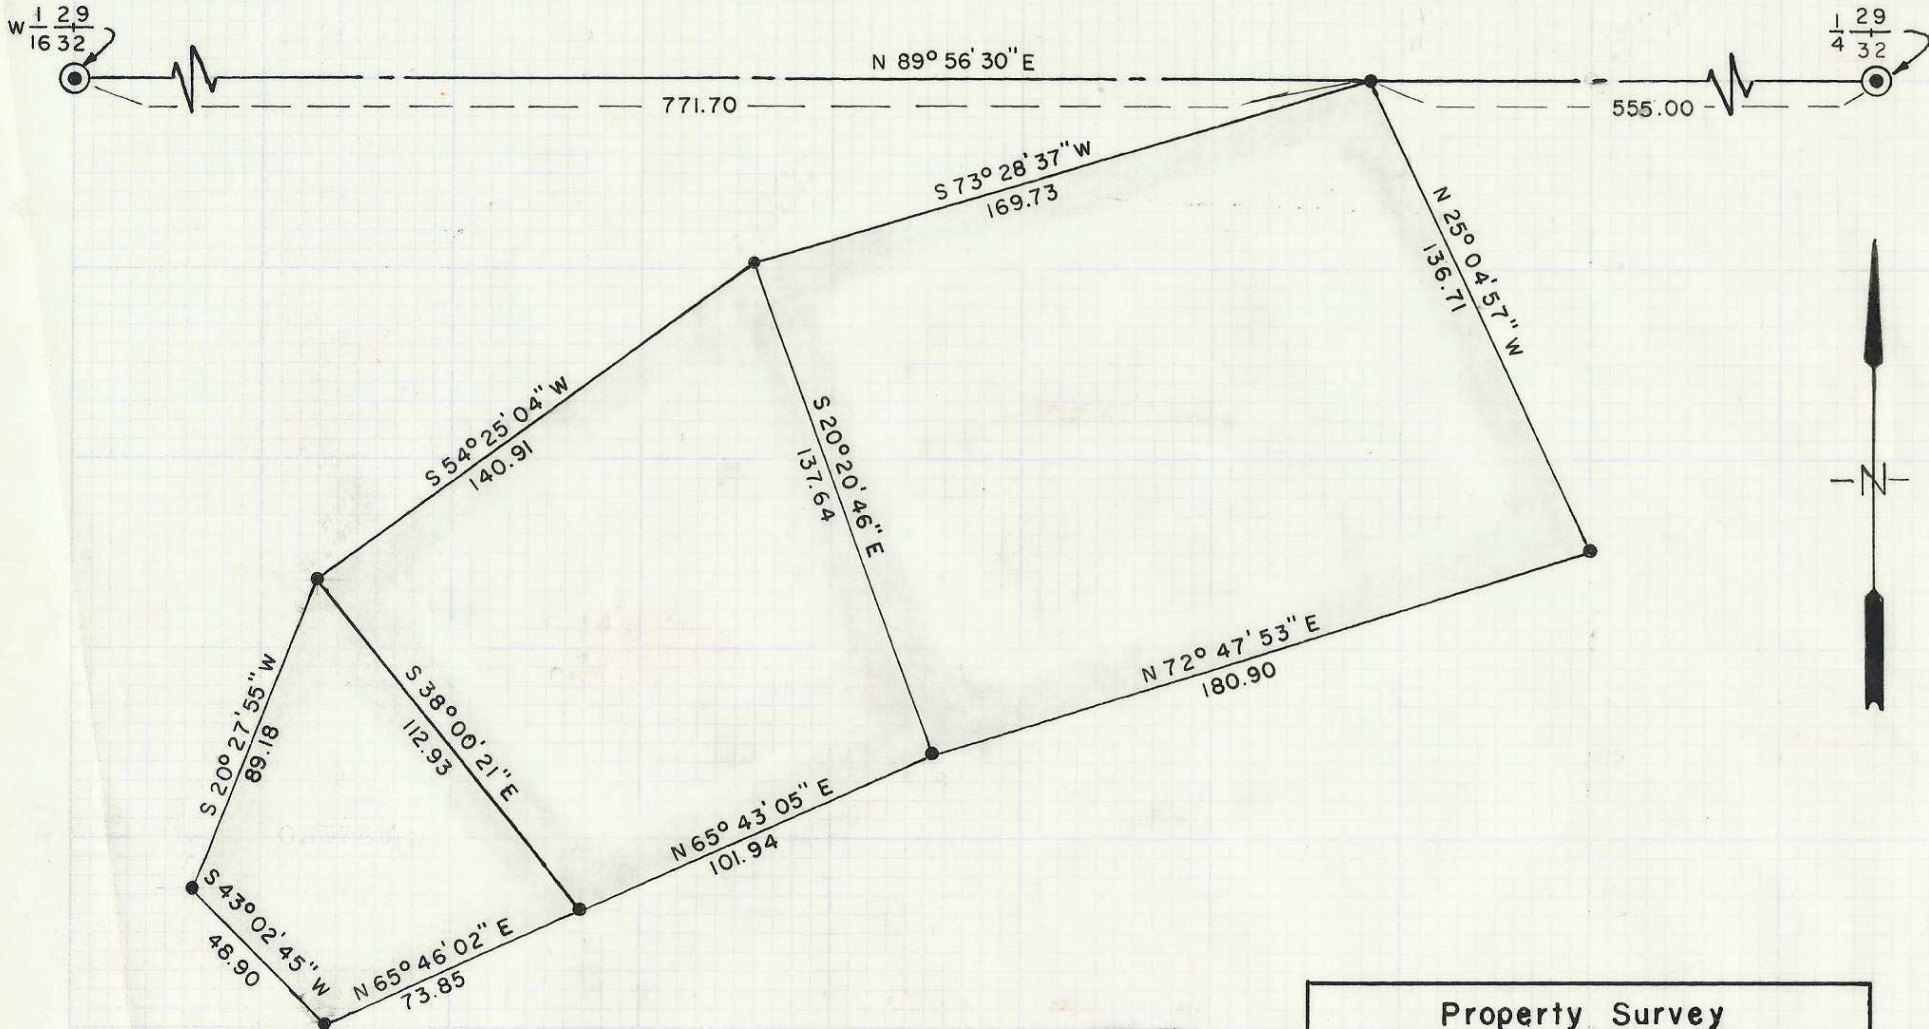 W 1/16 29/32
1/4 29/32
N 89° 56' 30" E
771.70
555.00
S 73° 28' 37" W
169.73
N 25° 04' 57" W
136.71
S 54° 25' 04" W
140.91
S 20° 20' 46" E
137.64
N 72° 47' 53" E
180.90
S 20° 27' 55" W
89.18
S 38° 00' 21" E
112.93
N 65° 43' 05" E
101.94
S 43° 02' 45" W
48.90
N 65° 46' 02" E
73.85
N
Property Survey